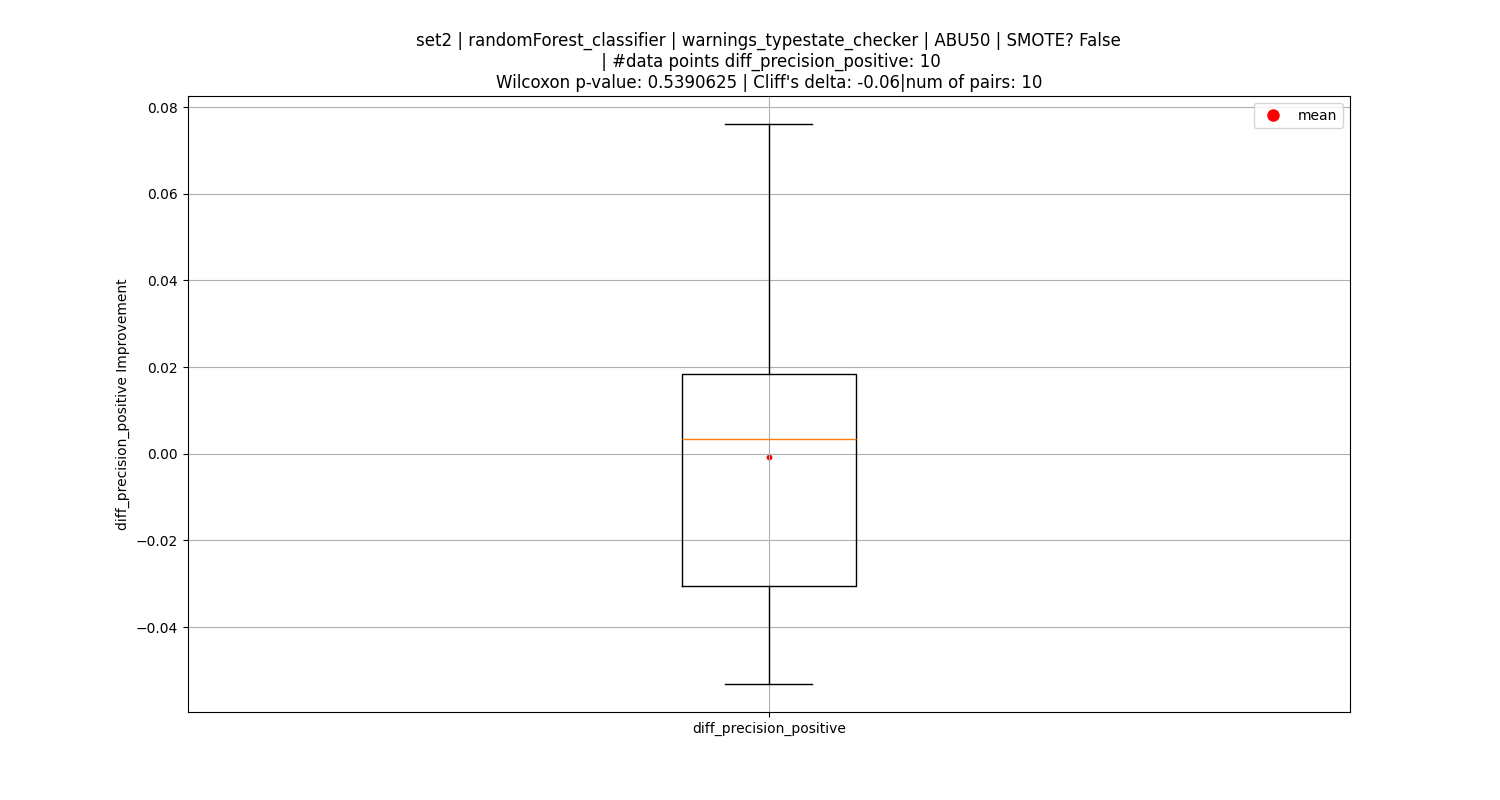 set2 | randomForest_classifier | warnings_typestate_checker | ABU50 | SMOTE? False
| #data points diff_precision_positive: 10
Wilcoxon p-value: 0.5390625 | Cliff's delta: -0.06|num of pairs: 10
mean
0.08
0.06
0.04
0.02
0.00
−0.02
−0.04
diff_precision_positive Improvement
diff_precision_positive